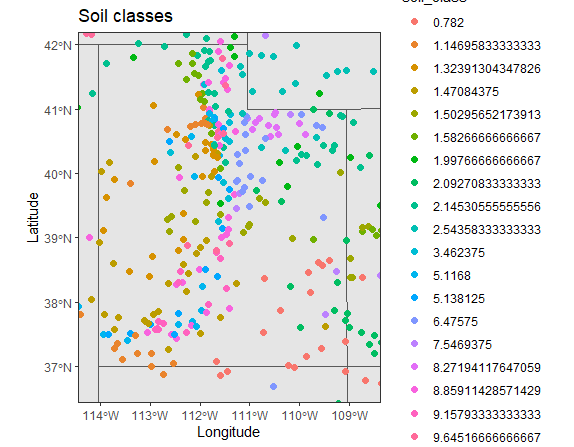 Soil classes
soil_class
42°N
41°N
40°N
39°N
38°N
37°N
Latitude
114°W
113°W
112°W
111°W
110°W
109°W
Longitude
0.782
1.14695833333333
1.32391304347826
1.47084375
1.50295652173913
1.58266666666667
1.99766666666667
2.09270833333333
2.14530555555556
2.54358333333333
3.462375
5.1168
5.138125
6.47575
7.5469375
8.27194117647059
8.85911428571429
9.15793333333333
9.64516666666667